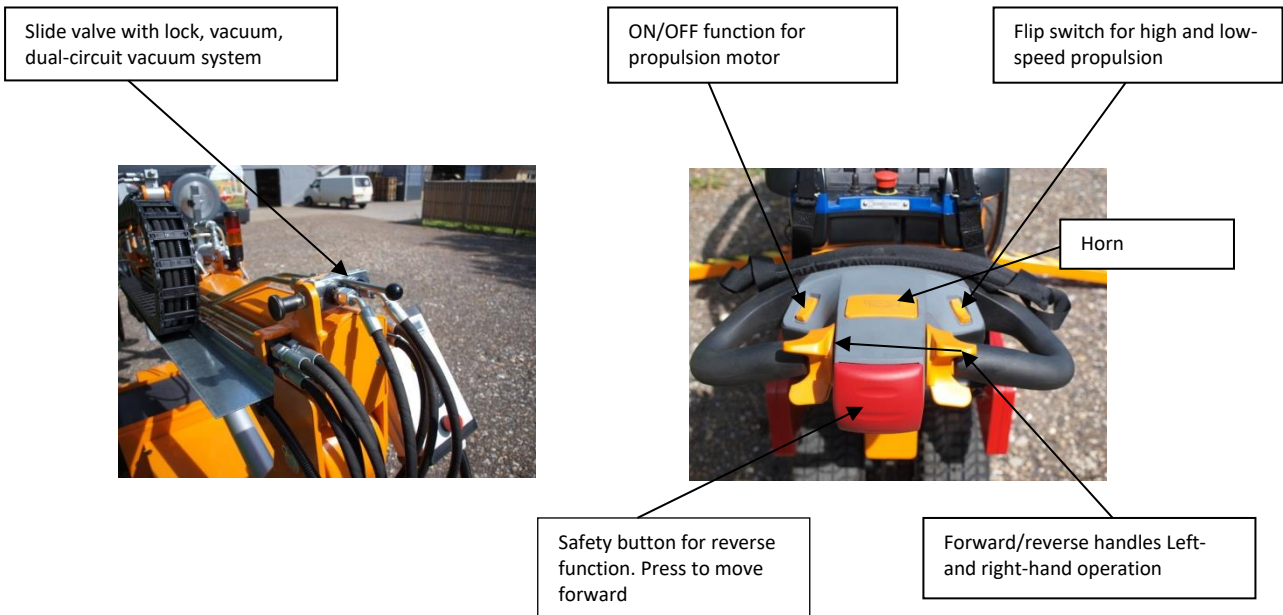 Slide valve with lock, vacuum,
dual-circuit vacuum system
ON/OFF function for
propulsion motor
Flip switch for high and low-
speed propulsion
Horn
Safety button for reverse
function. Press to move
forward
Forward/reverse handles Left-
and right-hand operation